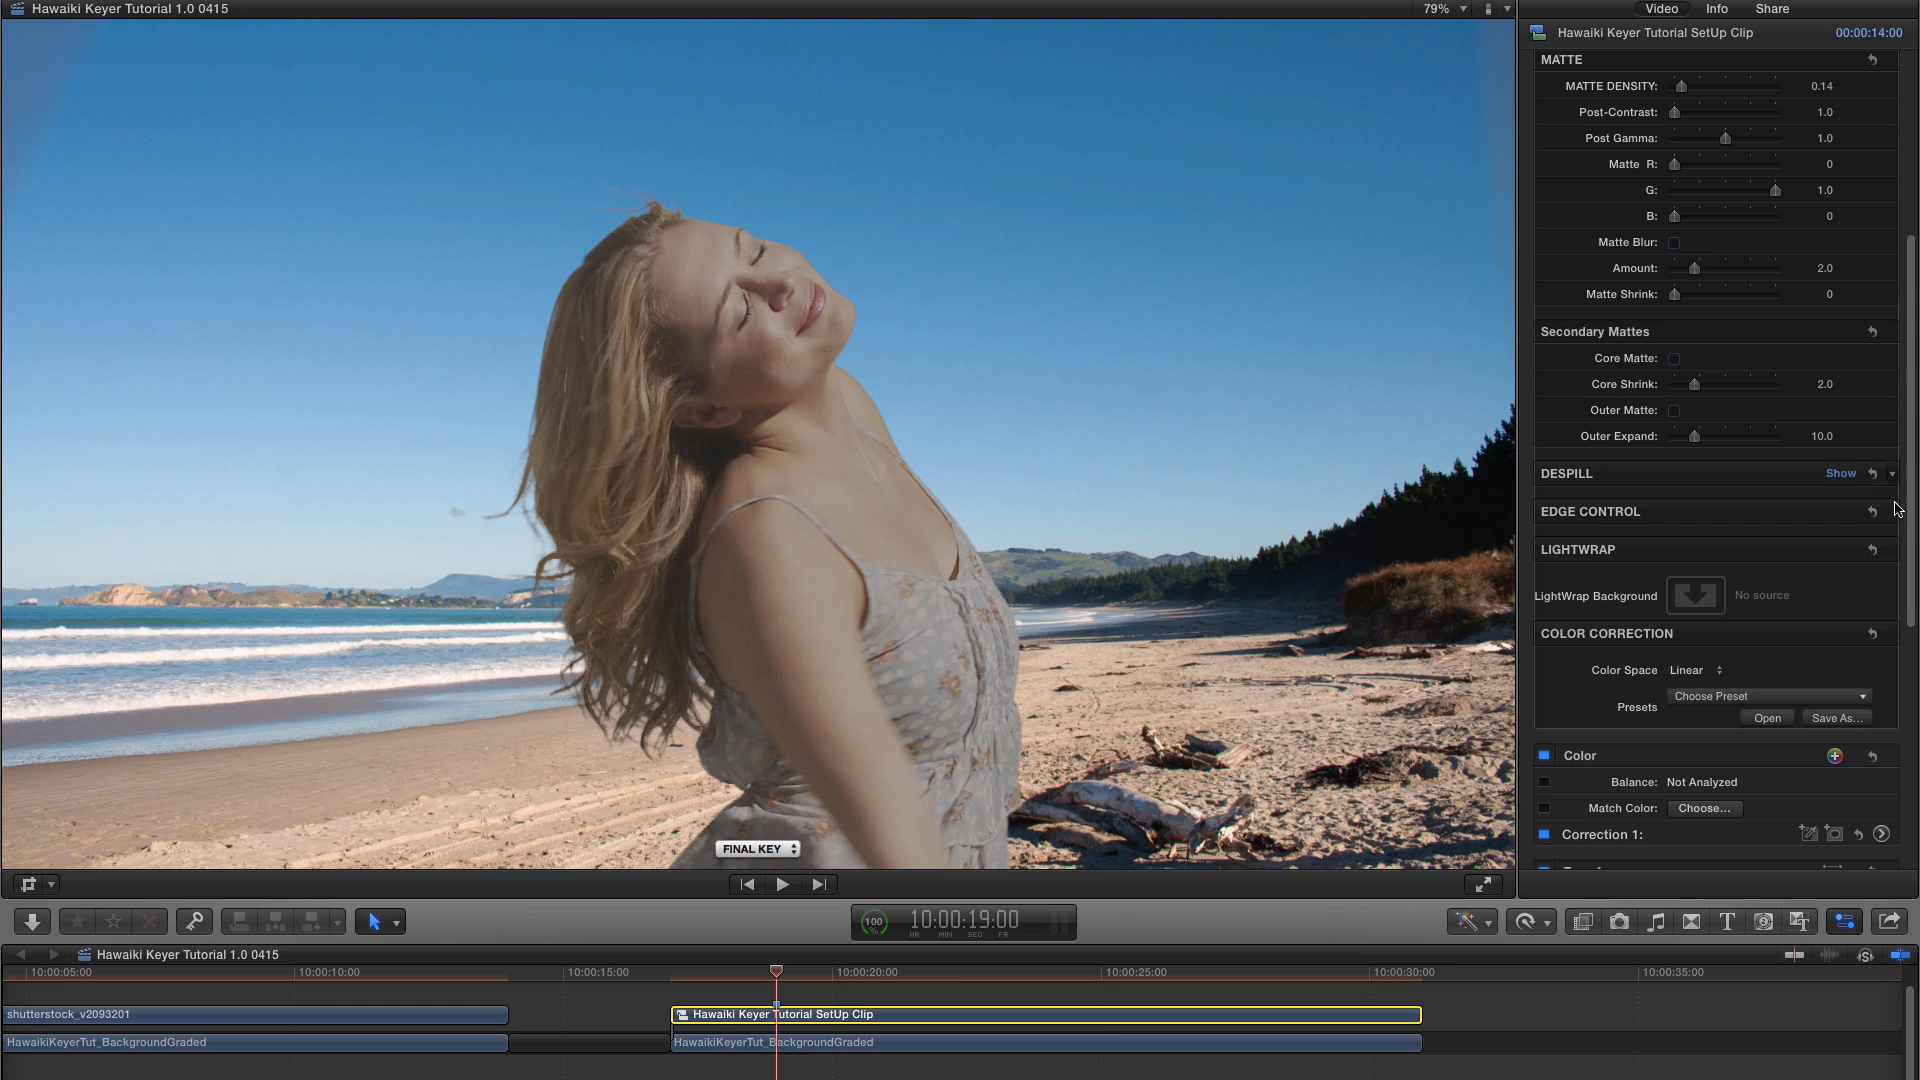 Hawaiki Keyer Tutorial 1.0 0415
79%
Video Info Share
Hawaiki Keyer Tutorial SetUp Clip 00:00:14:00
MATTE
MATTE DENSITY: 0.14
Post-Contrast: 1.0
Post Gamma: 1.0
Matte R: 0
G: 1.0
B: 0
Matte Blur:
Amount: 2.0
Matte Shrink: 0
Secondary Mattes
Core Matte:
Core Shrink: 2.0
Outer Matte:
Outer Expand: 10.0
DESPILL Show
EDGE CONTROL
LIGHTWRAP
LightWrap Background No source
COLOR CORRECTION
Color Space Linear
Presets Choose Preset
Open Save As...
Color
Balance: Not Analyzed
Match Color: Choose...
Correction 1:
FINAL KEY
100 % 10:00:19:00
HR MIN SEC FR
Hawaiki Keyer Tutorial 1.0 0415
10:00:05:00 10:00:10:00 10:00:15:00 10:00:20:00 10:00:25:00 10:00:30:00 10:00:35:00
shutterstock_v2093201 Hawaiki Keyer Tutorial SetUp Clip
HawaikiKeyerTut_BackgroundGraded HawaikiKeyerTut_BackgroundGraded